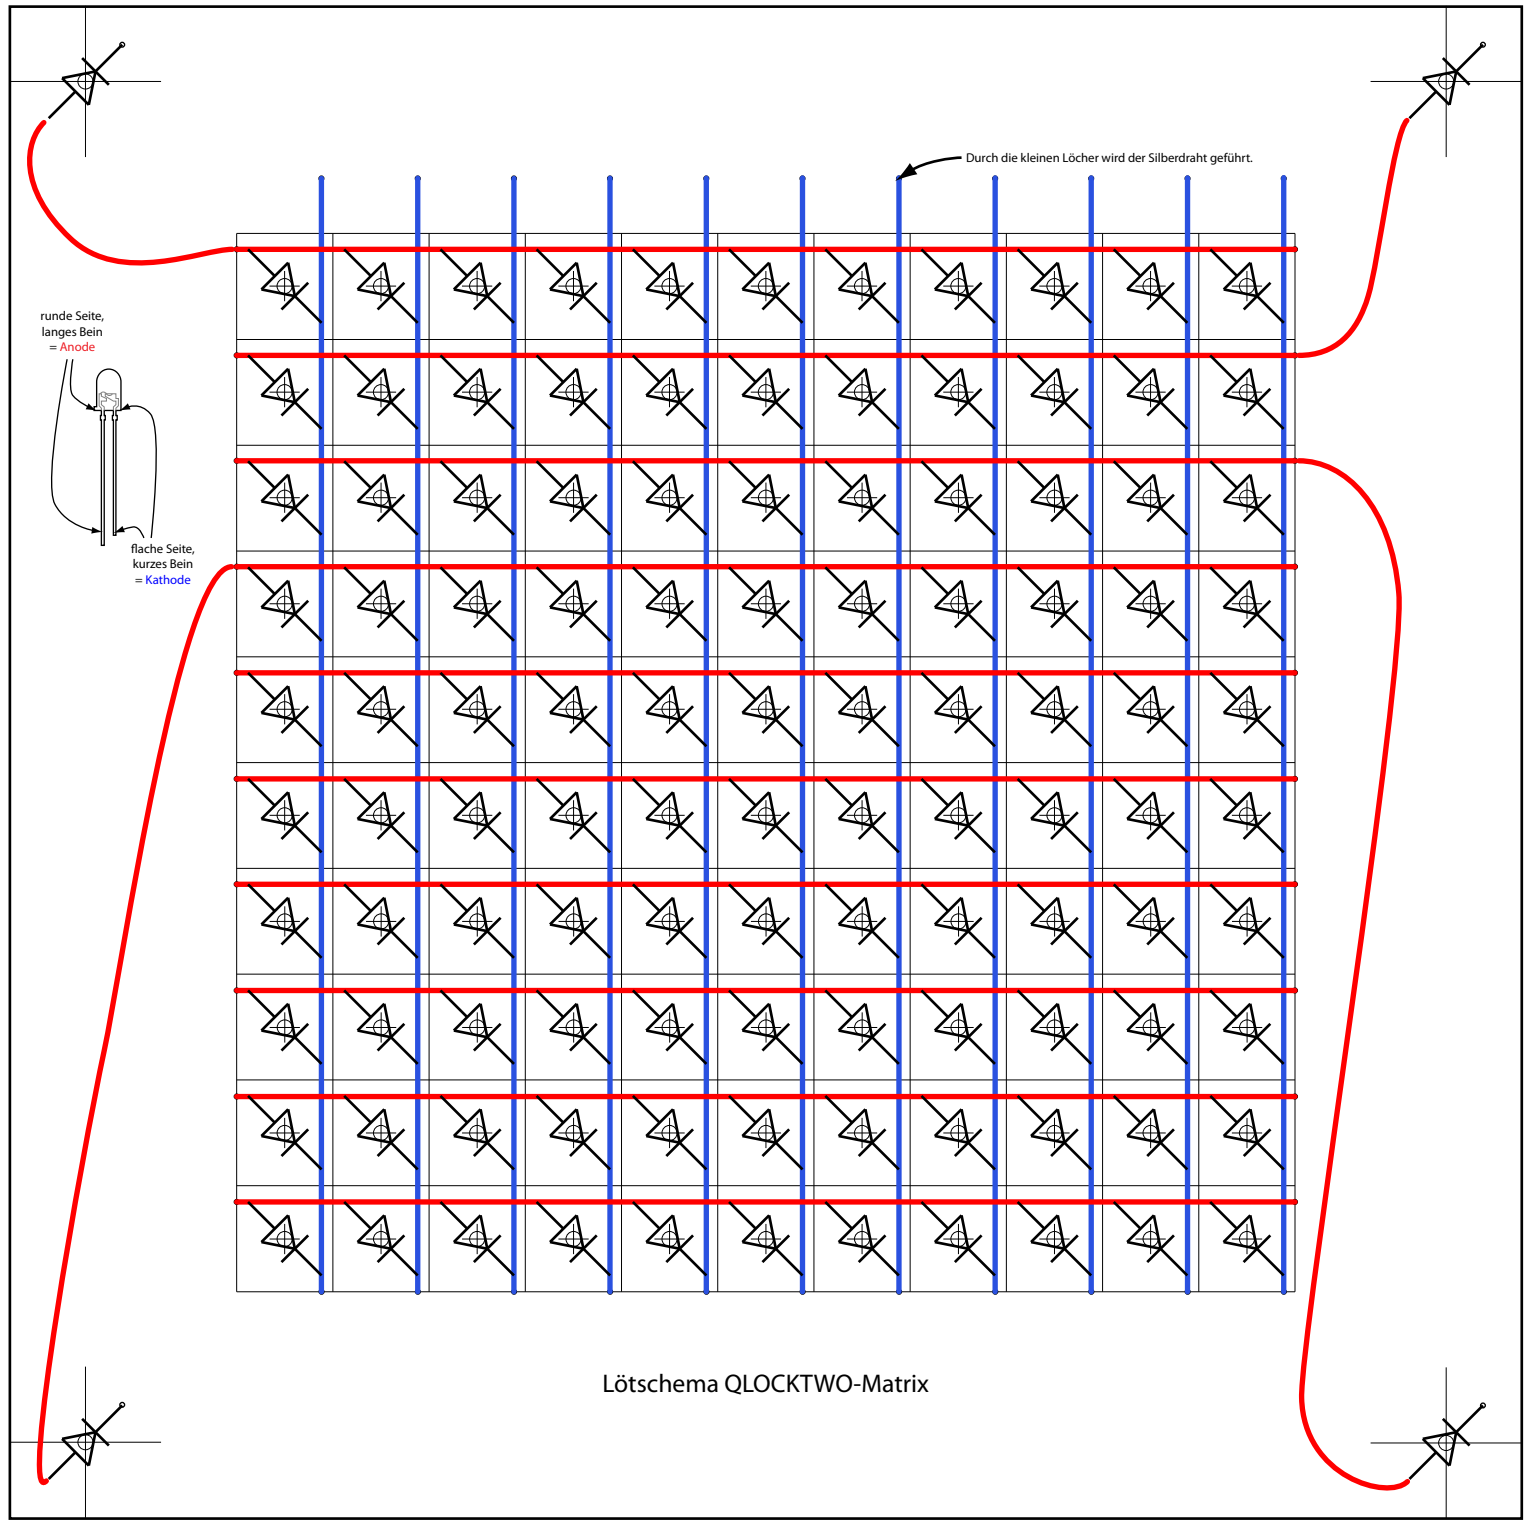 Durch die kleinen Löcher wird der Silberdraht geführt.
runde Seite,
langes Bein
= Anode
flache Seite,
kurzes Bein
= Kathode
Lötschema QLOCKTWO-Matrix